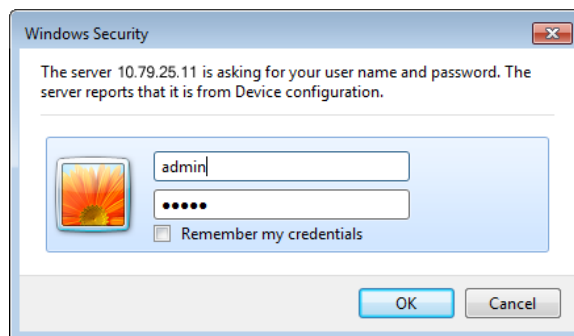 Windows Security
The server 10.79.25.11 is asking for your user name and password. The
server reports that it is from Device configuration.
admin
•••••
Remember my credentials
OK
Cancel